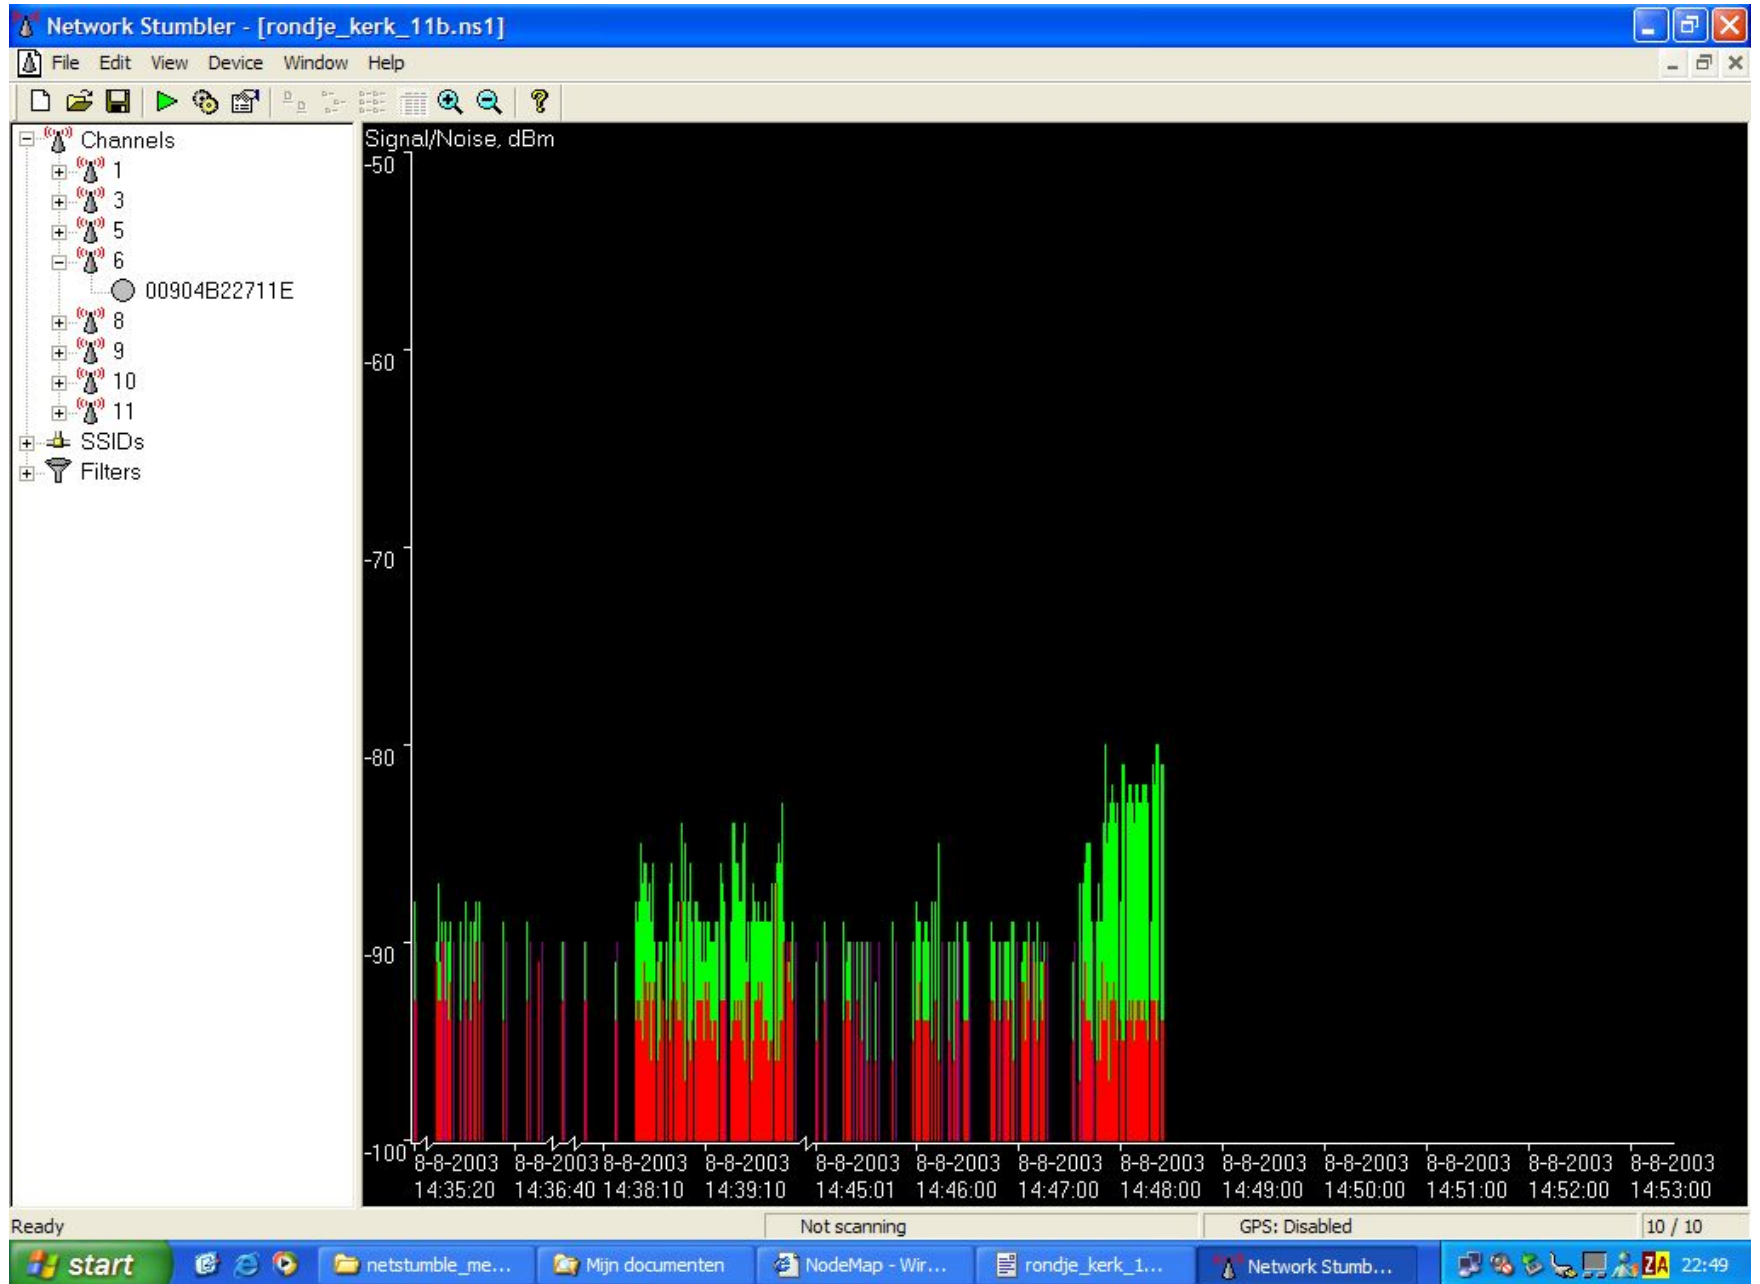 Network Stumbler - [rondje_kerk_11b.ns1]
File Edit View Device Window Help
Channels
1
3
5
6
00904B22711E
8
9
10
11
SSIDs
Filters
Signal/Noise, dBm
-50
-60
-70
-80
-90
-100
8-8-2003 8-8-2003 8-8-2003 8-8-2003 8-8-2003 8-8-2003 8-8-2003 8-8-2003 8-8-2003 8-8-2003 8-8-2003 8-8-2003 8-8-2003
14:35:20 14:36:40 14:38:10 14:39:10 14:45:01 14:46:00 14:47:00 14:48:00 14:49:00 14:50:00 14:51:00 14:52:00 14:53:00
Ready Not scanning GPS: Disabled 10 / 10
start netstumble_me... Mijn documenten NodeMap - Wir... rondje_kerk_1... Network Stumb... ZA 22:49